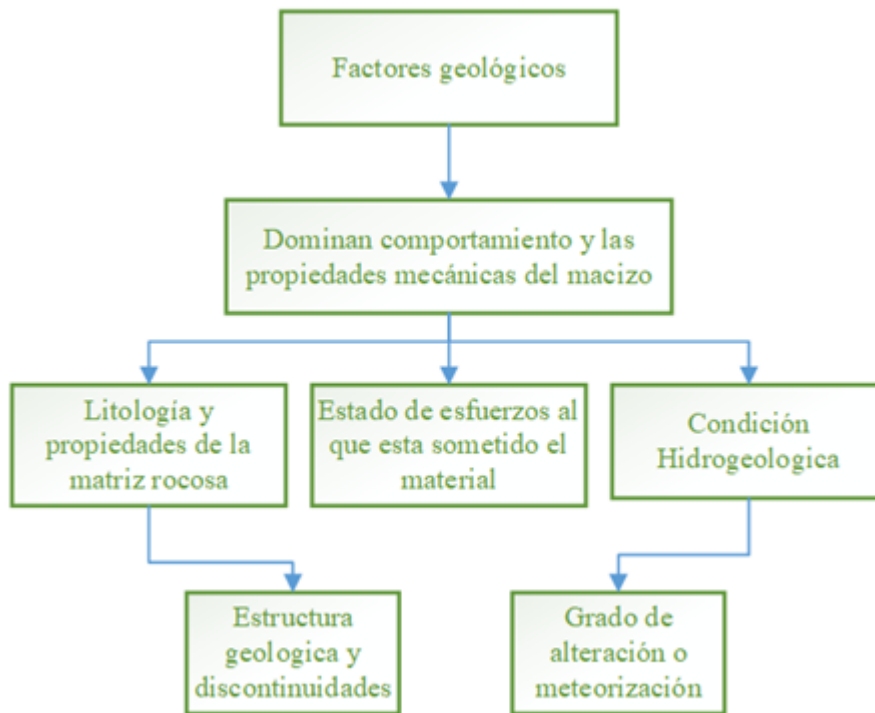 Factores geológicos
Dominan comportamiento y las
propiedades mecánicas del macizo
Litología y
propiedades de la
matriz rocosa
Estado de esfuerzos al
que esta sometido el
material
Condición
Hidrogeologica
Estructura
geologica y
discontinuidades
Grado de
alteración o
meteorización